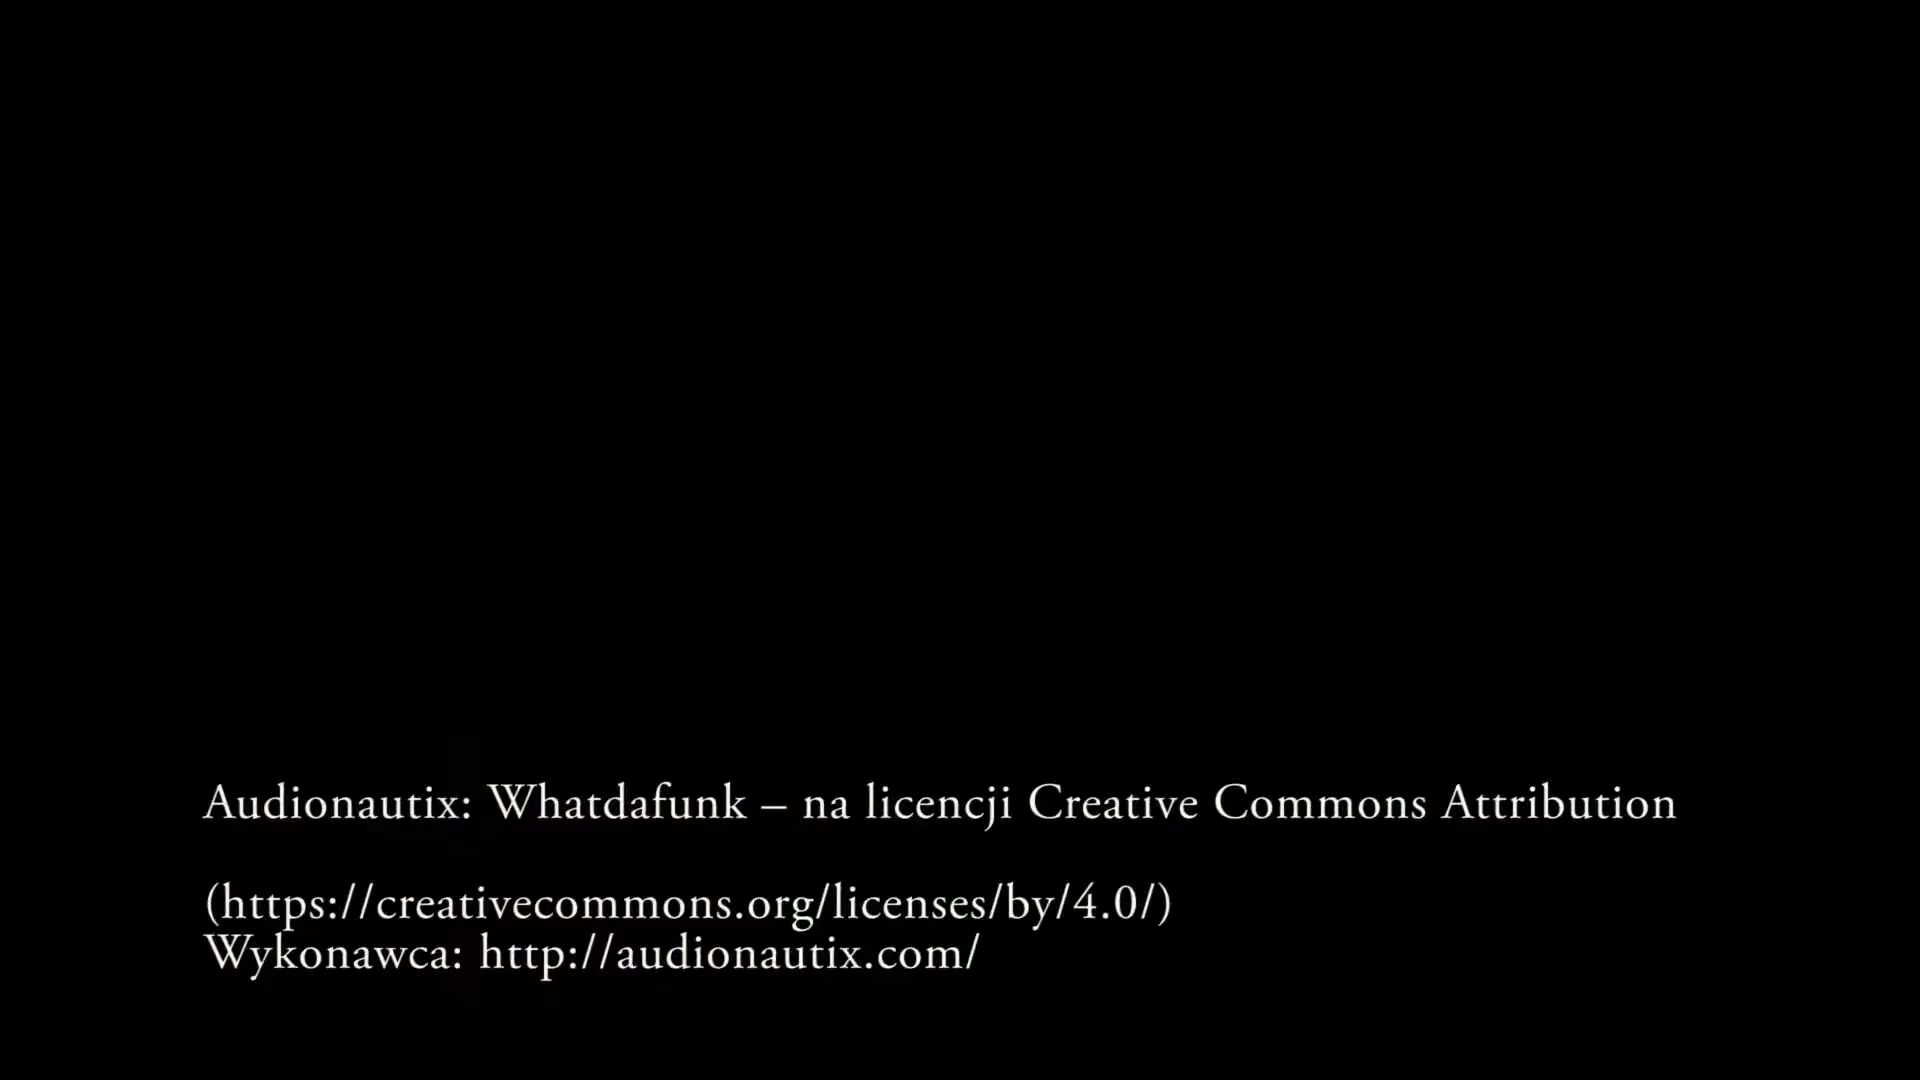 Audionautix: Whatdafunk – na licencji Creative Commons Attribution
(https://creativecommons.org/licenses/by/4.0/)
Wykonawca: http://audionautix.com/